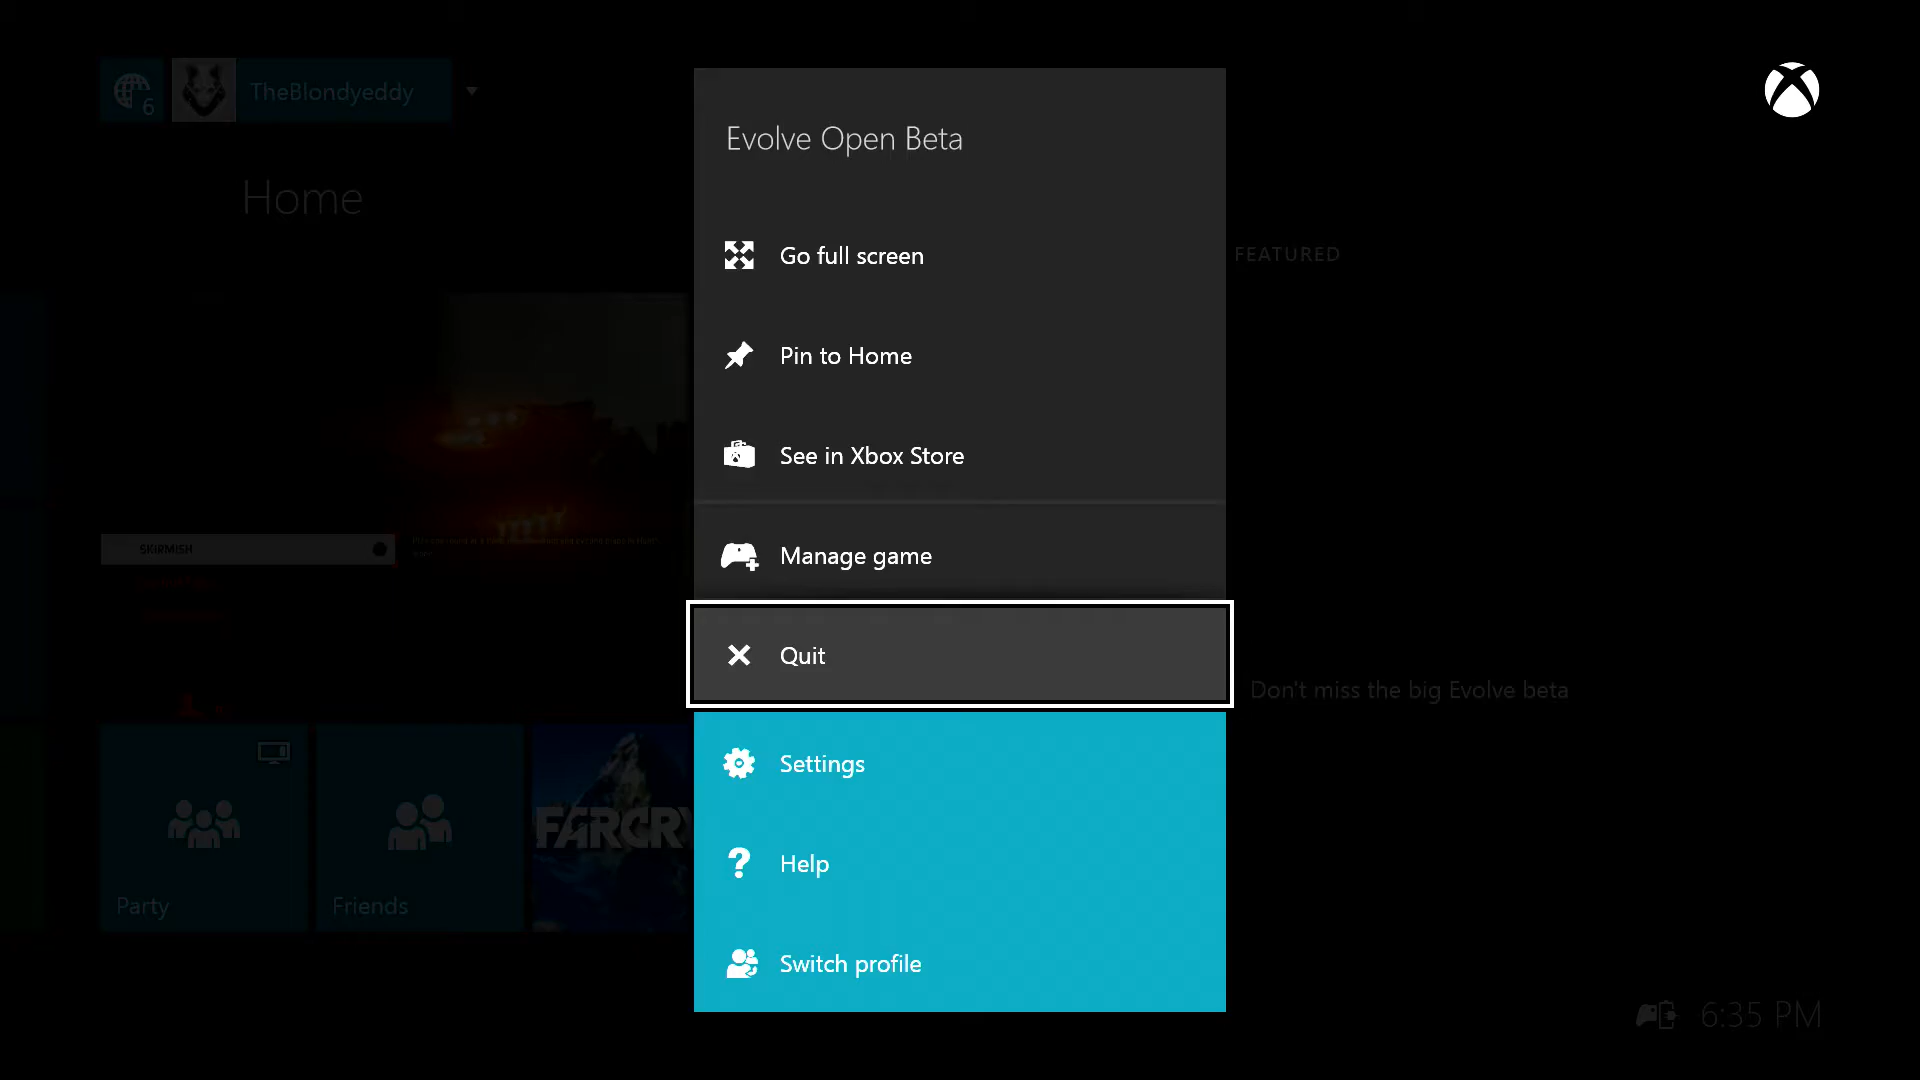 6
TheBlondyeddy
Home
Evolve Open Beta
Go full screen
Pin to Home
See in Xbox Store
Manage game
Quit
Settings
Help
Switch profile
FEATURED
Don't miss the big Evolve beta
SKIRMISH
Party
Friends
FARCRY
6:35 PM